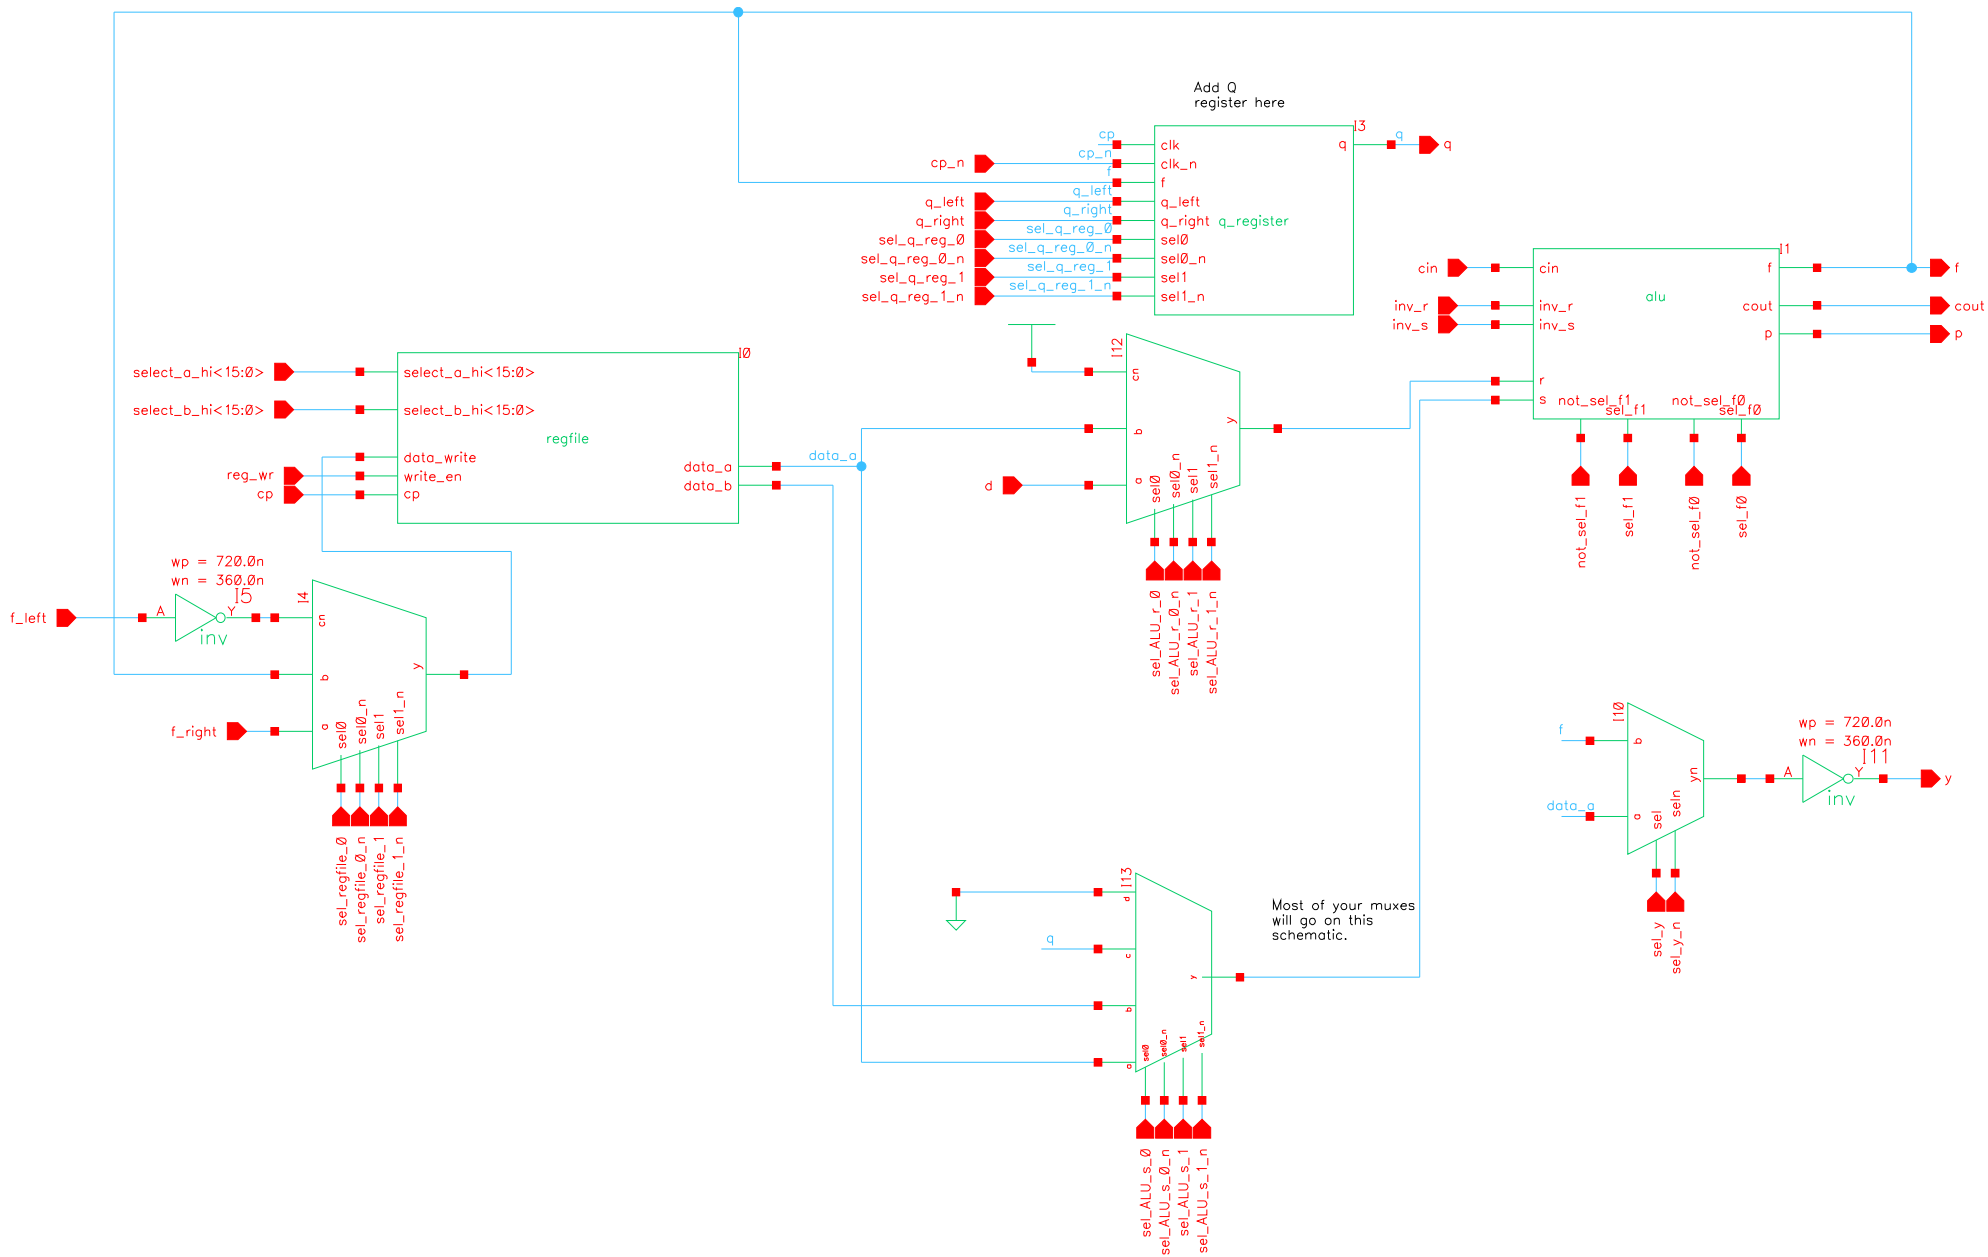 Add Q
register here
I3
cp
clk
q
q
q
cp_n
cp_n
clk_n
f
f
q_left
q_left
q_left
q_right
q_right
q_right
q_register
sel_q_reg_0
sel_q_reg_0
sel0
sel_q_reg_0_n
sel_q_reg_0_n
sel0_n
sel_q_reg_1
sel_q_reg_1
sel1
sel_q_reg_1_n
sel_q_reg_1_n
sel1_n
I1
cin
cin
f
f
alu
inv_r
inv_r
cout
cout
inv_s
inv_s
p
p
r
s
not_sel_f1
sel_f1
not_sel_f0
sel_f0
not_sel_f1
sel_f1
not_sel_f0
sel_f0
I0
select_a_hi<15:0>
select_a_hi<15:0>
select_b_hi<15:0>
select_b_hi<15:0>
regfile
data_write
reg_wr
write_en
cp
cp
data_a
data_b
data_a
I12
cn
b
a
y
d
sel0
sel0_n
sel1
sel1_n
sel_ALU_r_0
sel_ALU_r_0_n
sel_ALU_r_1
sel_ALU_r_1_n
wp = 720.0n
wn = 360.0n
I5
f_left
A
Y
inv
I4
cn
b
a
y
f_right
sel0
sel0_n
sel1
sel1_n
sel_regfile_0
sel_regfile_0_n
sel_regfile_1
sel_regfile_1_n
I10
f
b
data_a
a
yn
sel
seln
sel_y
sel_y_n
wp = 720.0n
wn = 360.0n
I11
A
Y
inv
y
I13
d
q
c
b
a
y
sel0
sel0_n
sel1
sel1_n
sel_ALU_s_0
sel_ALU_s_0_n
sel_ALU_s_1
sel_ALU_s_1_n
Most of your muxes
will go on this
schematic.